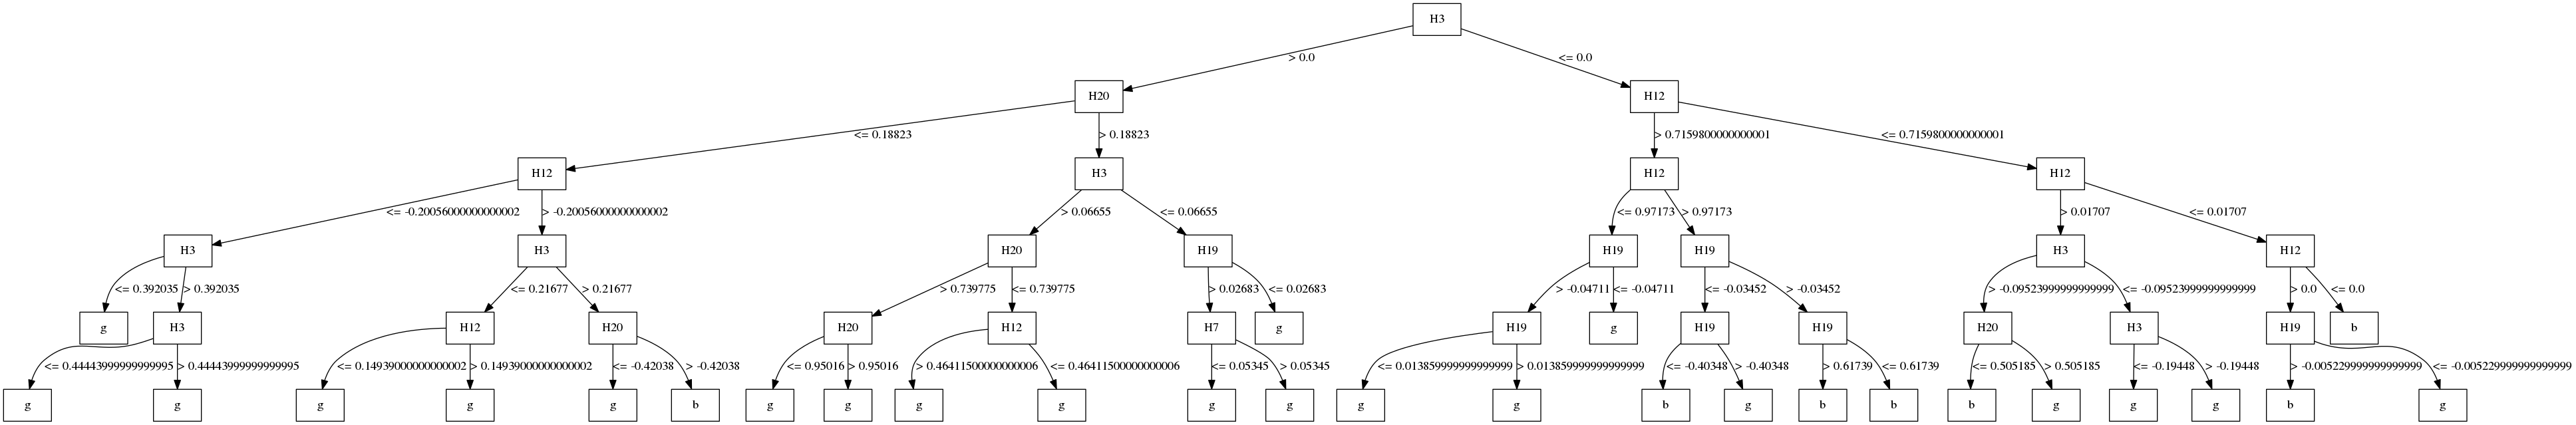 H3
> 0.0
<= 0.0
H20
H12
<= 0.18823
> 0.18823
> 0.7159800000000001
<= 0.7159800000000001
H12
H3
H12
H12
<= -0.20056000000000002
> -0.20056000000000002
> 0.06655
<= 0.06655
<= 0.97173
> 0.97173
> 0.01707
<= 0.01707
H3
H3
H20
H19
H19
H19
H3
H12
<= 0.392035
> 0.392035
<= 0.21677
> 0.21677
> 0.739775
<= 0.739775
> 0.02683
<= 0.02683
> -0.04711
<= -0.04711
<= -0.03452
> -0.03452
> -0.09523999999999999
<= -0.09523999999999999
> 0.0
<= 0.0
g
H3
H12
H20
H20
H12
H7
g
H19
g
H19
H19
H20
H3
H19
b
<= 0.44443999999999995
> 0.44443999999999995
<= 0.14939000000000002
> 0.14939000000000002
<= -0.42038
> -0.42038
<= 0.95016
> 0.95016
> 0.46411500000000006
<= 0.46411500000000006
<= 0.05345
> 0.05345
<= 0.013859999999999999
> 0.013859999999999999
<= -0.40348
> -0.40348
> 0.61739
<= 0.61739
<= 0.505185
> 0.505185
<= -0.19448
> -0.19448
> -0.005229999999999999
<= -0.005229999999999999
g
g
g
g
g
b
g
g
g
g
g
g
g
g
b
g
b
b
b
g
g
g
b
g